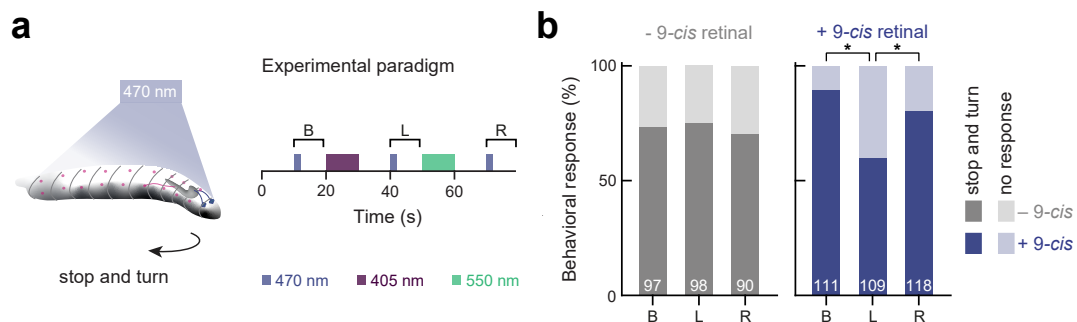 a
470 nm
stop and turn
Experimental paradigm
B L R
0 20 40 60
Time (s)
470 nm 405 nm 550 nm
b
- 9-cis retinal
+ 9-cis retinal
* *
Behavioral response (%)
100
50
0
97 98 90
111 109 118
B L R
B L R
stop and turn
no response
– 9-cis
+ 9-cis